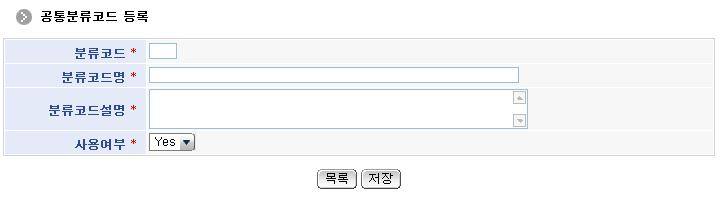 공통분류코드 등록
분류코드 *
분류코드명 *
분류코드설명 *
사용여부 * Yes
목록 저장